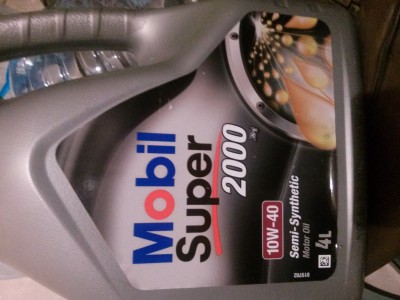 Mobil
Super
2000
10W-40
Semi-Synthetic
Motor Oil
4L